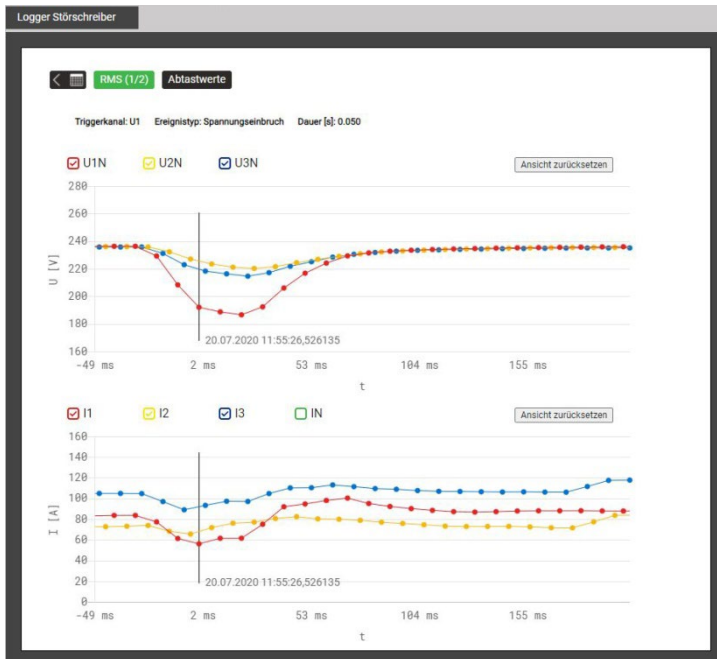 Logger Störschreiber
RMS (1/2) Abtastwerte
Triggerkanal: U1 Ereignistyp: Spannungseinbruch Dauer [s]: 0.050
U1N U2N U3N Ansicht zurücksetzen
280
260
240
220
200
180
160
U [V]
20.07.2020 11:55:26,526135
-49 ms 2 ms 53 ms 104 ms 155 ms
t
I1 I2 I3 IN Ansicht zurücksetzen
160
140
120
100
80
60
40
20
0
I [A]
20.07.2020 11:55:26,526135
-49 ms 2 ms 53 ms 104 ms 155 ms
t